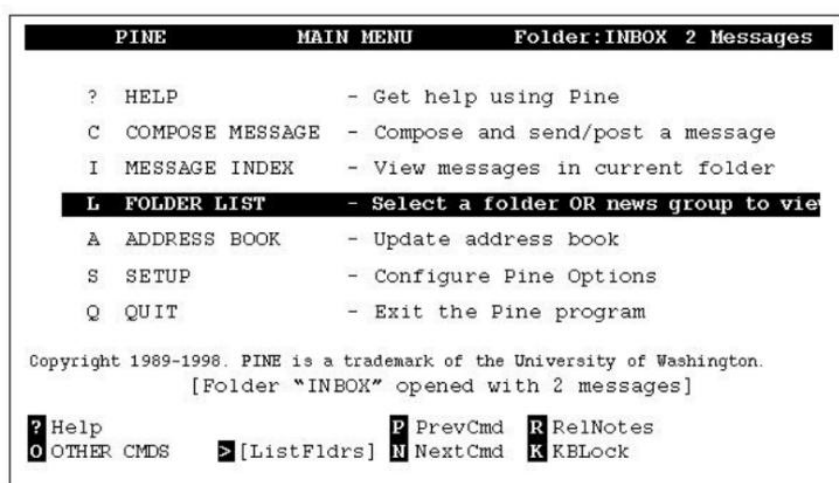 PINE MAIN MENU Folder:INBOX 2 Messages
? HELP - Get help using Pine
C COMPOSE MESSAGE - Compose and send/post a message
I MESSAGE INDEX - View messages in current folder
L FOLDER LIST - Select a folder OR news group to vie
A ADDRESS BOOK - Update address book
S SETUP - Configure Pine Options
Q QUIT - Exit the Pine program
Copyright 1989-1998. PINE is a trademark of the University of Washington.
[Folder “INBOX” opened with 2 messages]
? Help P PrevCmd R RelNotes
O OTHER CMDS > [ListFldrs] N NextCmd K KBLock